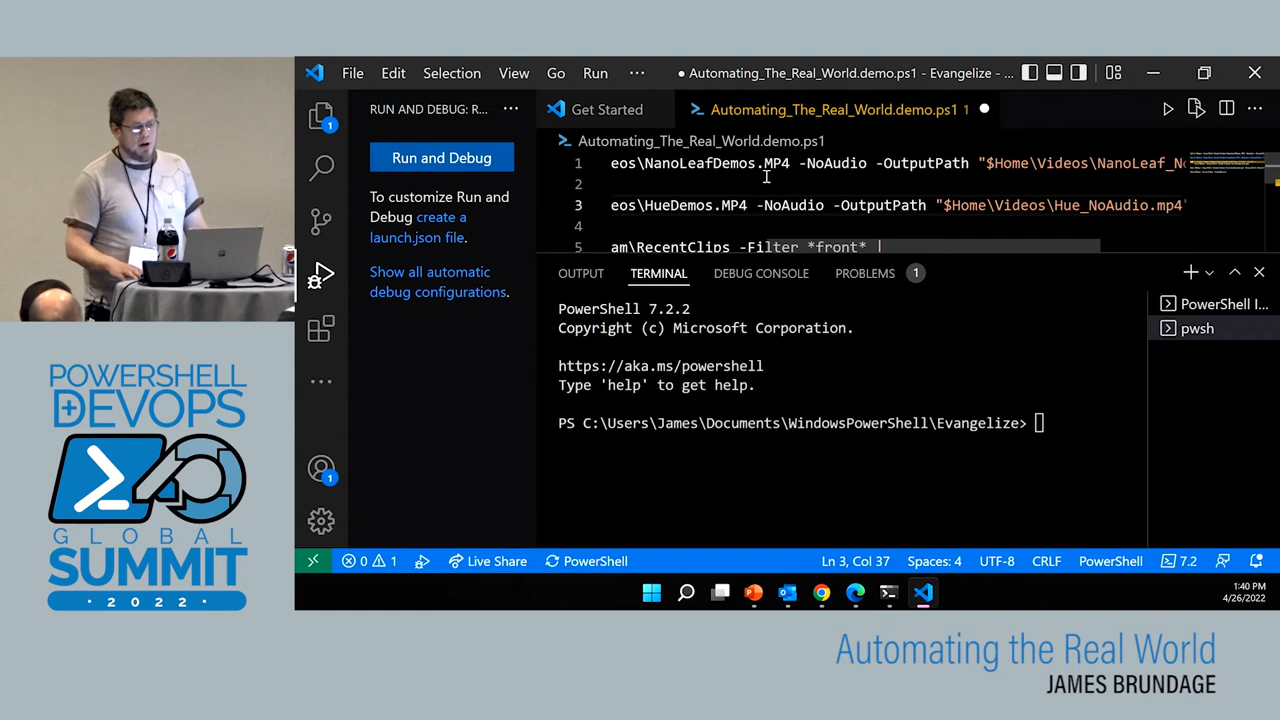 File Edit Selection View Go Run ··· ● Automating_The_Real_World.demo.ps1 - Evangelize - ...
RUN AND DEBUG: R... ···
Get Started
Automating_The_Real_World.demo.ps1 1
Automating_The_Real_World.demo.ps1
1 eos\NanoLeafDemos.MP4 -NoAudio -OutputPath "$Home\Videos\NanoLeaf_No
2
3 eos\HueDemos.MP4 -NoAudio -OutputPath "$Home\Videos\Hue_NoAudio.mp4"
4
5 am\RecentClips -Filter *front* |
Run and Debug
To customize Run and
Debug create a
launch.json file.
Show all automatic
debug configurations.
1
1
OUTPUT TERMINAL DEBUG CONSOLE PROBLEMS 1
PowerShell 7.2.2
Copyright (c) Microsoft Corporation.
https://aka.ms/powershell
Type 'help' to get help.
PS C:\Users\James\Documents\WindowsPowerShell\Evangelize>
PowerShell I...
pwsh
0 1 Live Share PowerShell Ln 3, Col 37 Spaces: 4 UTF-8 CRLF PowerShell 7.2
1:40 PM
4/26/2022
POWERSHELL
+DEVOPS
GLOBAL
SUMMIT
· 2022 ·
Automating the Real World
JAMES BRUNDAGE